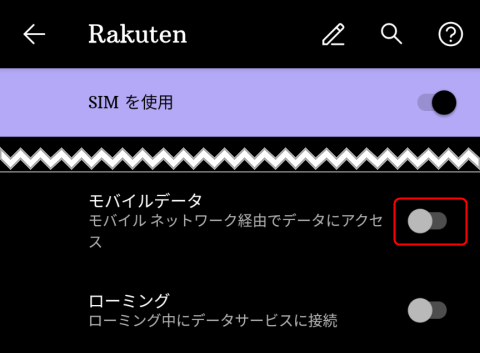 Rakuten
SIM を使用
モバイルデータ
モバイル ネットワーク経由でデータにアクセ
ス
ローミング
ローミング中にデータサービスに接続